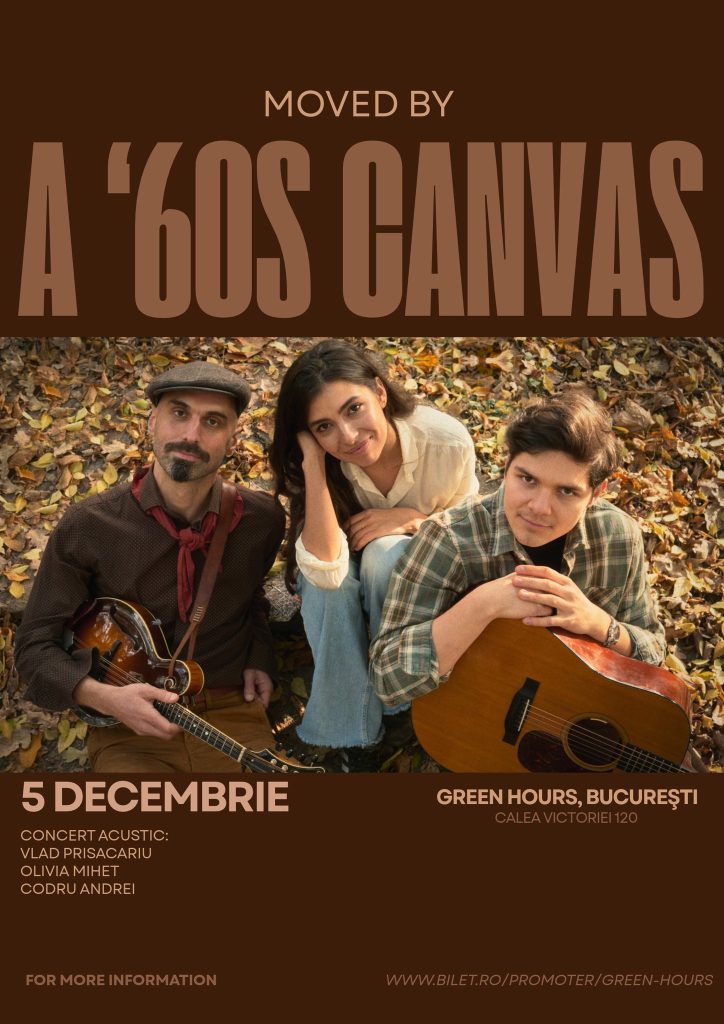 MOVED BY
A ‘60S CANVAS
5 DECEMBRIE
CONCERT ACUSTIC:
VLAD PRISACARIU
OLIVIA MIHET
CODRU ANDREI
GREEN HOURS, BUCUREŞTI
CALEA VICTORIEI 120
FOR MORE INFORMATION
WWW.BILET.RO/PROMOTER/GREEN-HOURS